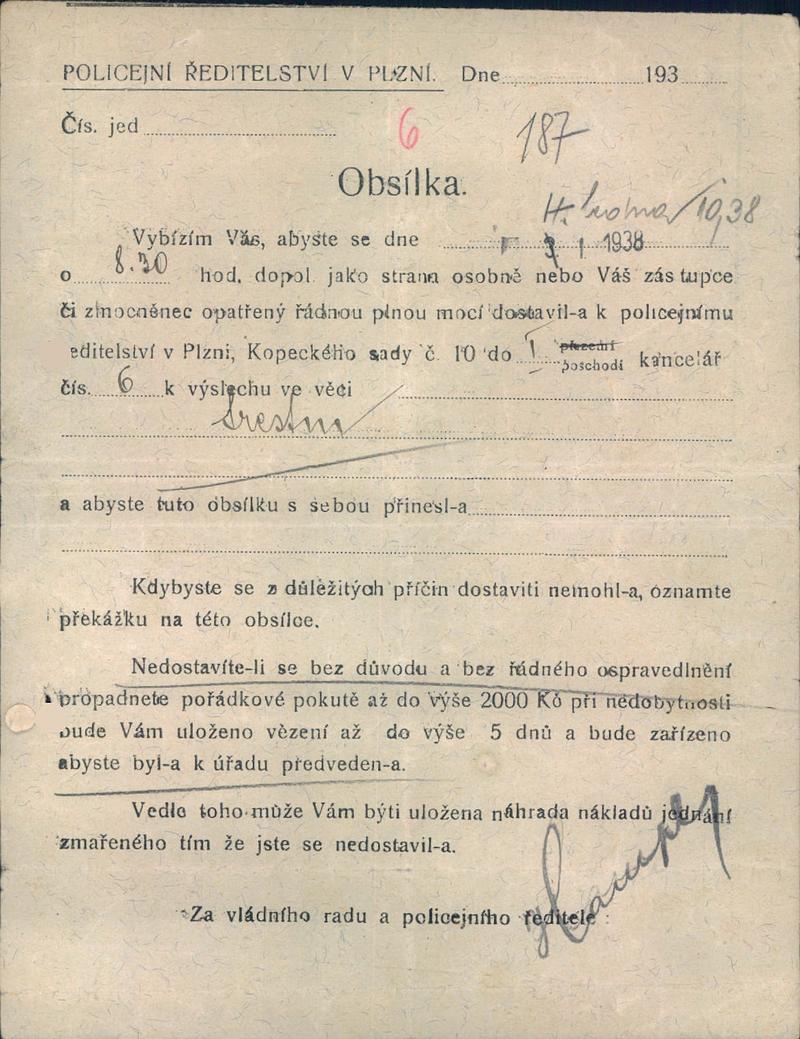 POLICEJNÍ ŘEDITELSTVÍ V PLZNI. Dne 193
Čís. jed
6 187
Obsílka.
/10,38
Vybízím Vás, abyste se dne 1 1938
o 8.30 hod. dopol jako strana osobně nebo Váš zástupce
či zmocněnec opatřený řádnou plnou mocí dostavil-a k policejnímu
editelství v Plzni, Kopeckého sady č. 10 do I přízemí poschodí kancelář
čís. 6 k výslechu ve věci
trestní
a abyste tuto obsílku s sebou přinesl-a
Kdybyste se z důležitých příčin dostaviti nemohl-a, oznamte
překážku na této obsílce.
Nedostavíte-li se bez důvodu a bez řádného ospravedlnění
propadnete pořádkové pokutě až do výše 2000 Kč při nedobytnosti
bude Vám uloženo vězení až do výše 5 dnů a bude zařízeno
abyste byl-a k úřadu předveden-a.
Vedle toho může Vám býti uložena náhrada nákladů jednání
zmařeného tím že jste se nedostavil-a.
Za vládního radu a policejního ředitele :